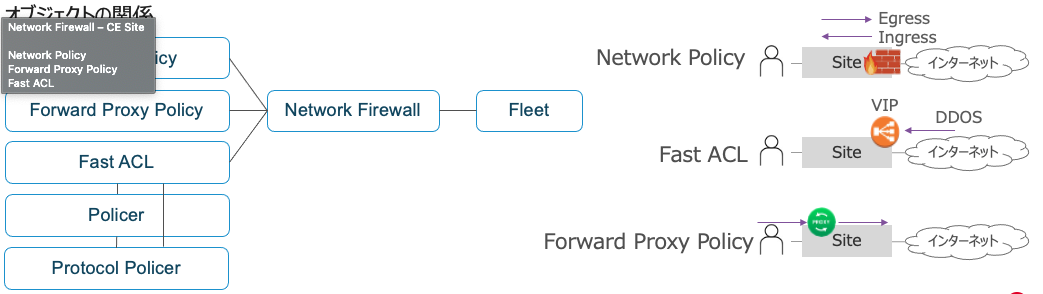 オブジェクトの関係
Network Firewall – CE Site
Network Policy
Forward Proxy Policy
Fast ACL
Forward Proxy Policy
Fast ACL
Policer
Protocol Policer
Network Firewall
Fleet
Egress
Ingress
Network Policy
Site
インターネット
VIP
DDOS
Fast ACL
Site
インターネット
PROXY
Forward Proxy Policy
Site
インターネット